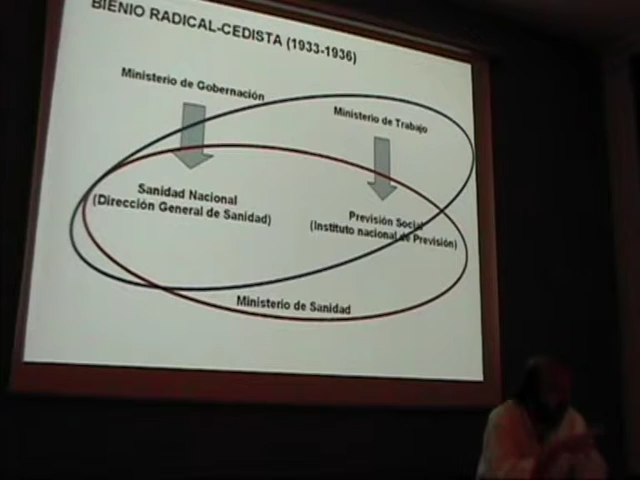 BIENIO RADICAL-CEDISTA (1933-1936)
Ministerio de Gobernación
Ministerio de Trabajo
Sanidad Nacional
(Dirección General de Sanidad)
Previsión Social
(Instituto nacional de Previsión)
Ministerio de Sanidad